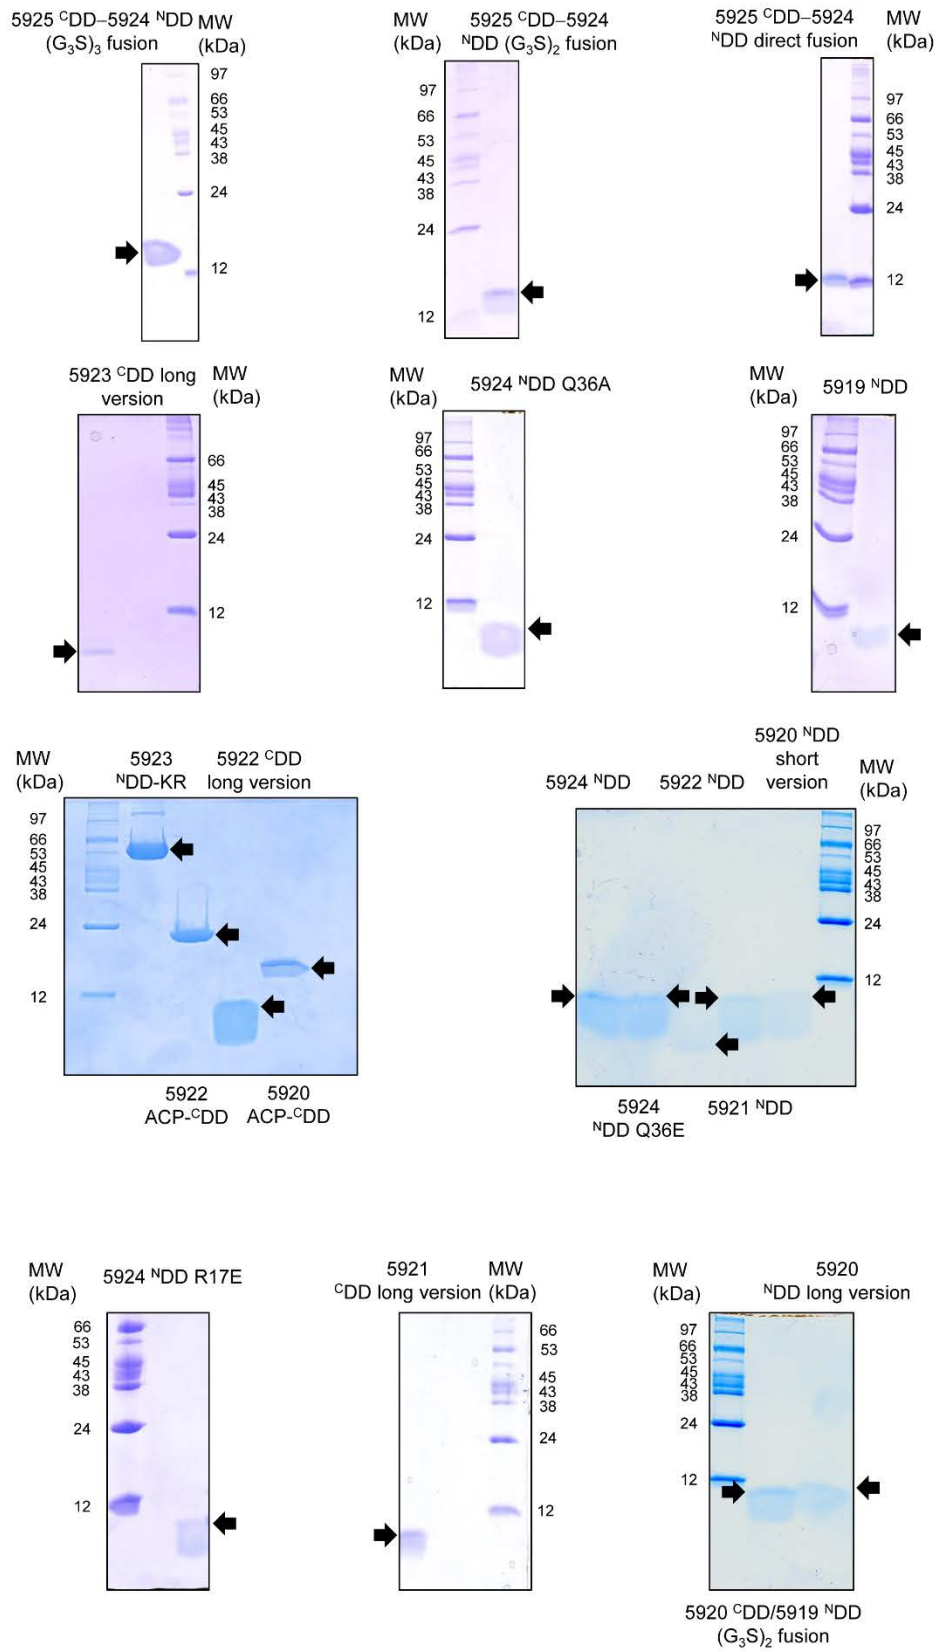 5925 ᶜDD–5924 ᴺDD
(G₃S)₃ fusion
MW
(kDa)
97
66
53
45
43
38
24
12
MW
(kDa)
5925 ᶜDD–5924
ᴺDD (G₃S)₂ fusion
97
66
53
45
43
38
24
12
5925 ᶜDD–5924
ᴺDD direct fusion
MW
(kDa)
97
66
53
45
43
38
24
12
5923 ᶜDD long
version
MW
(kDa)
66
45
43
38
24
12
MW
(kDa)
5924 ᴺDD Q36A
97
66
53
45
43
38
24
12
MW
(kDa)
5919 ᴺDD
97
66
53
45
43
38
24
12
MW
(kDa)
5923
ᴺDD-KR
5922 ᶜDD
long version
97
66
53
45
43
38
24
12
5922
ACP-ᶜDD
5920
ACP-ᶜDD
5924 ᴺDD
5922 ᴺDD
5920 ᴺDD
short
version
MW
(kDa)
97
66
53
45
43
38
24
12
5924
ᴺDD Q36E
5921 ᴺDD
MW
(kDa)
5924 ᴺDD R17E
66
53
45
43
38
24
12
5921
ᶜDD long version
MW
(kDa)
66
53
45
43
38
24
12
MW
(kDa)
5920
ᴺDD long version
97
66
53
45
43
38
24
12
5920 ᶜDD/5919 ᴺDD
(G₃S)₂ fusion